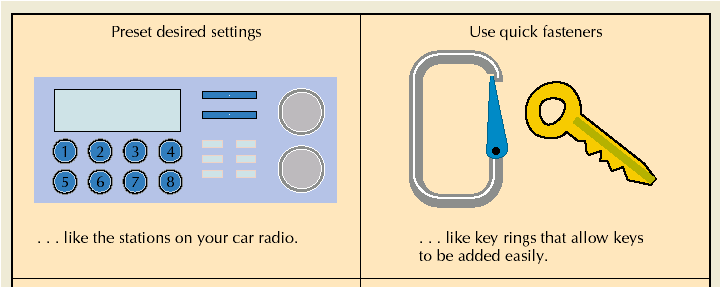 Preset desired settings
1 2 3 4
5 6 7 8
. . . like the stations on your car radio.
Use quick fasteners
. . . like key rings that allow keys
to be added easily.